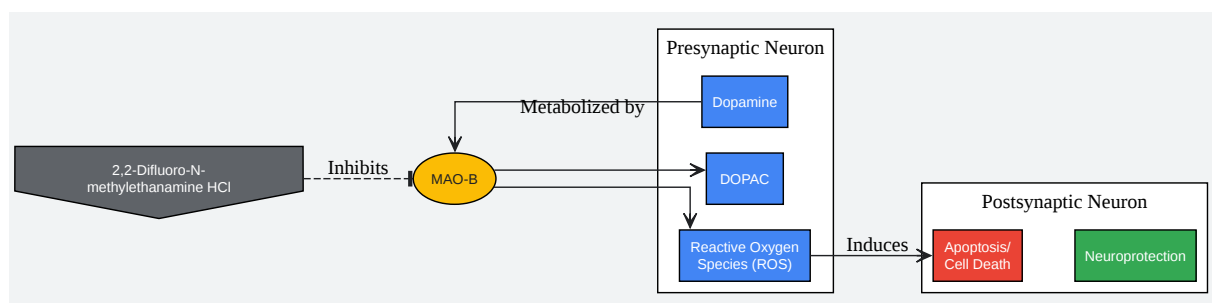 Presynaptic Neuron
Dopamine
Metabolized by
2,2-Difluoro-N-
methylethanamine HCl
Inhibits
MAO-B
DOPAC
Postsynaptic Neuron
Reactive Oxygen
Species (ROS)
Induces
Apoptosis/
Cell Death
Neuroprotection